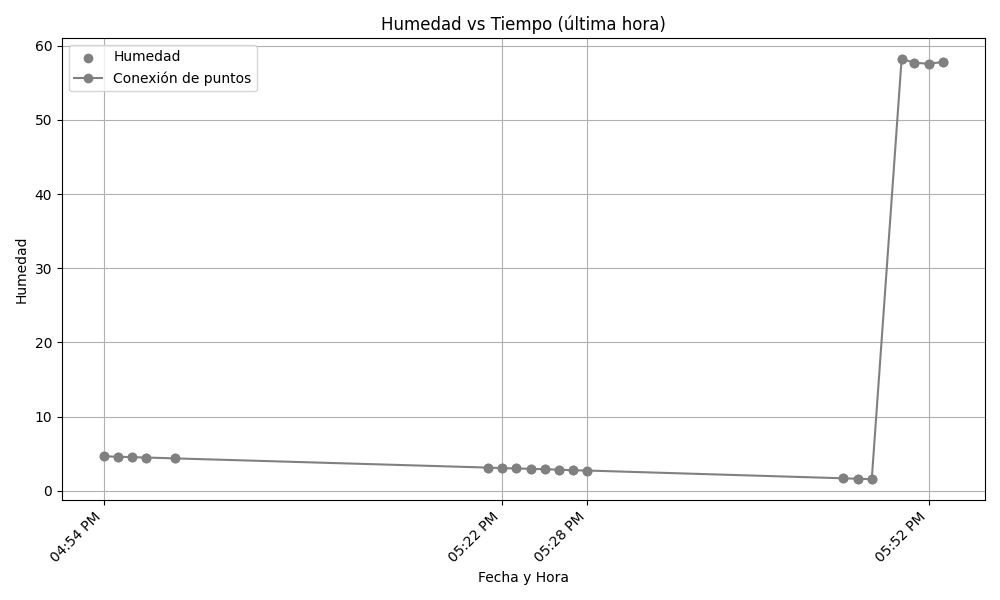 Humedad vs Tiempo (última hora)
Humedad
Conexión de puntos
60
50
40
30
20
10
0
Humedad
04:54 PM
05:22 PM
05:28 PM
05:52 PM
Fecha y Hora